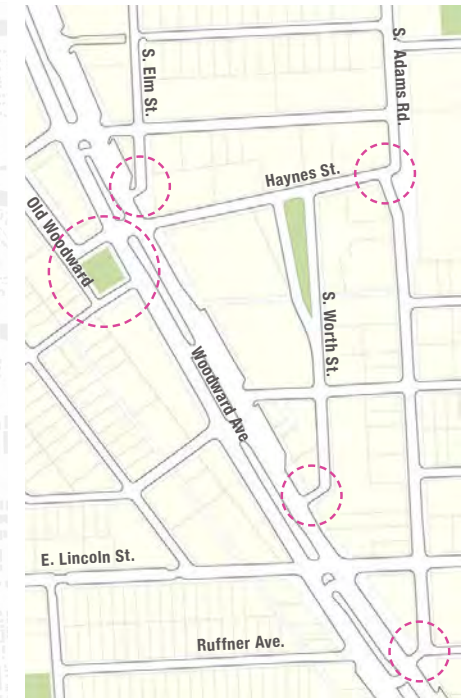 S. Elm St.
S. Adams Rd.
Haynes St.
Old Woodward
S. Worth St.
Woodward Ave
E. Lincoln St.
Ruffner Ave.